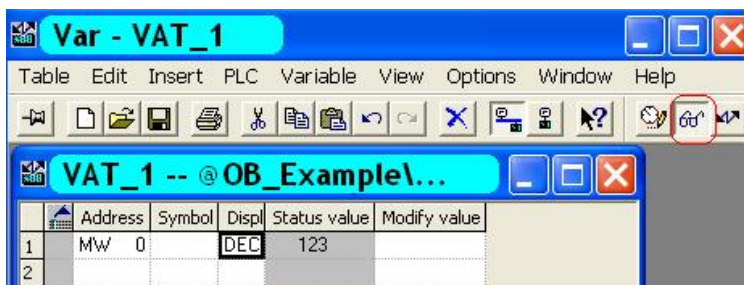 Var - VAT_1
Table Edit Insert PLC Variable View Options Window Help
VAT_1 -- @OB_Example\...
Address Symbol Displ Status value Modify value
1 MW 0 DEC 123
2